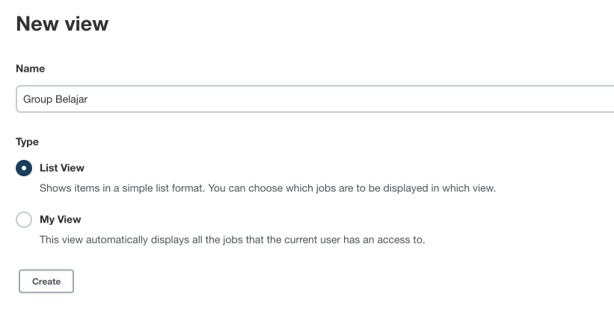 New view
Name
Group Belajar
Type
List View
Shows items in a simple list format. You can choose which jobs are to be displayed in which view.
My View
This view automatically displays all the jobs that the current user has an access to.
Create